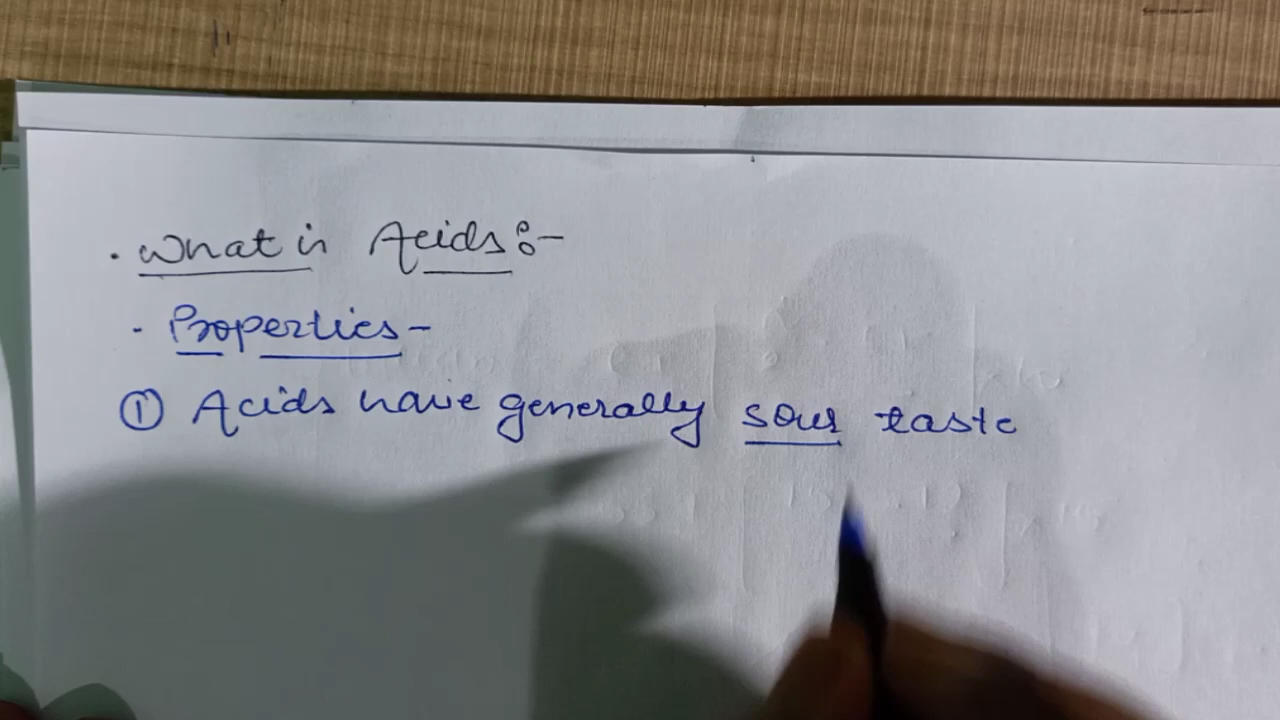 . What is Acids :-
- Properties -
① Acids have generally sour taste